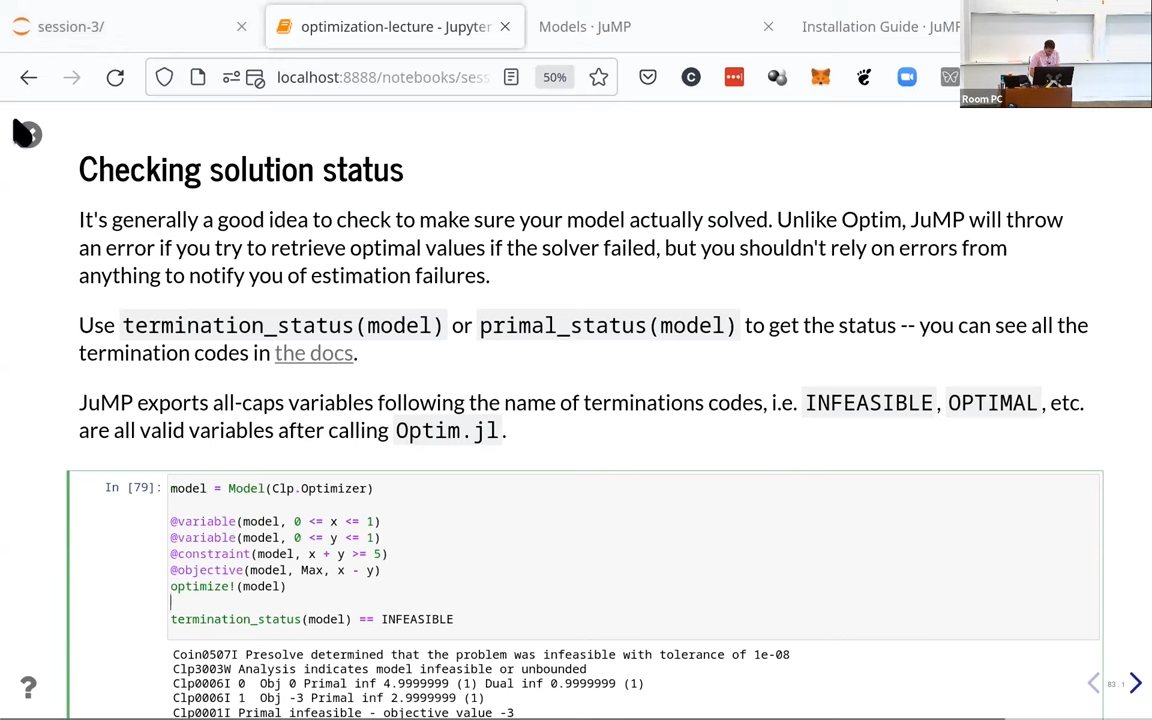 session-3/
optimization-lecture - Jupyter
Models · JuMP
Installation Guide · JuMP
localhost:8888/notebooks/sess
50%
C
Room PC
Checking solution status
It's generally a good idea to check to make sure your model actually solved. Unlike Optim, JuMP will throw
an error if you try to retrieve optimal values if the solver failed, but you shouldn't rely on errors from
anything to notify you of estimation failures.
Use termination_status(model) or primal_status(model) to get the status -- you can see all the
termination codes in the docs.
JuMP exports all-caps variables following the name of terminations codes, i.e. INFEASIBLE, OPTIMAL, etc.
are all valid variables after calling Optim.jl.
In [79]:
model = Model(Clp.Optimizer)
@variable(model, 0 <= x <= 1)
@variable(model, 0 <= y <= 1)
@constraint(model, x + y >= 5)
@objective(model, Max, x - y)
optimize!(model)
termination_status(model) == INFEASIBLE
Coin0507I Presolve determined that the problem was infeasible with tolerance of 1e-08
Clp3003W Analysis indicates model infeasible or unbounded
Clp0006I 0  Obj 0 Primal inf 4.9999999 (1) Dual inf 0.9999999 (1)
Clp0006I 1  Obj -3 Primal inf 2.9999999 (1)
Clp0001I Primal infeasible - objective value -3
?
83.1